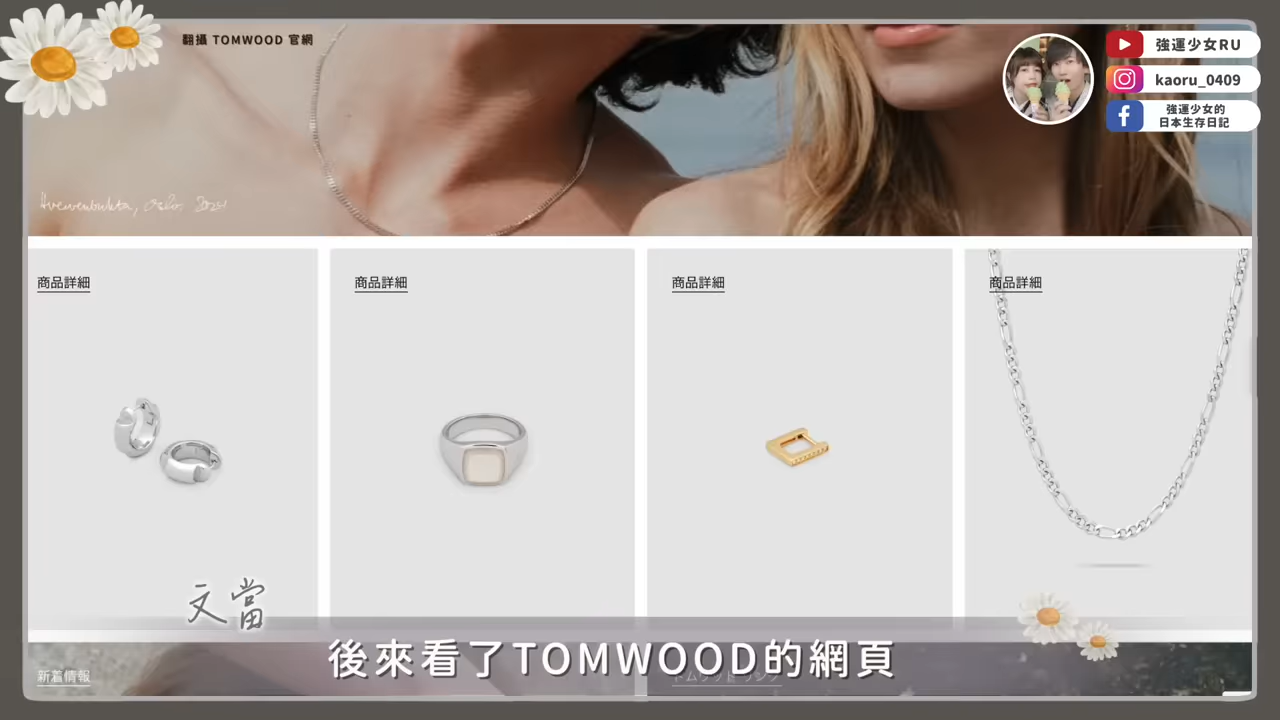 翻攝 TOMWOOD 官網
強運少女RU
kaoru_0409
強運少女的
日本生存日記
商品詳細
商品詳細
商品詳細
商品詳細
文當
後來看了TOMWOOD的網頁
新着情報